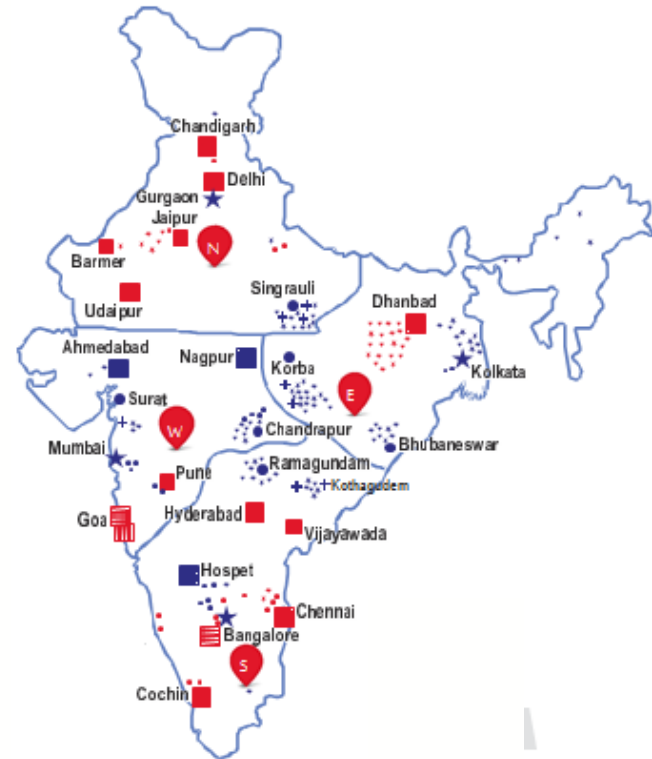 Chandigarh
Delhi
Gurgaon
Jaipur
N
Barmer
Singrauli
Udaipur
Dhanbad
Ahmedabad
Nagpur
Korba
Kolkata
Surat
E
W
Chandrapur
Mumbai
Bhubaneswar
Ramagundam
Pune
Kothagudem
Goa
Hyderabad
Vijayawada
Hospet
Chennai
Bangalore
S
Cochin